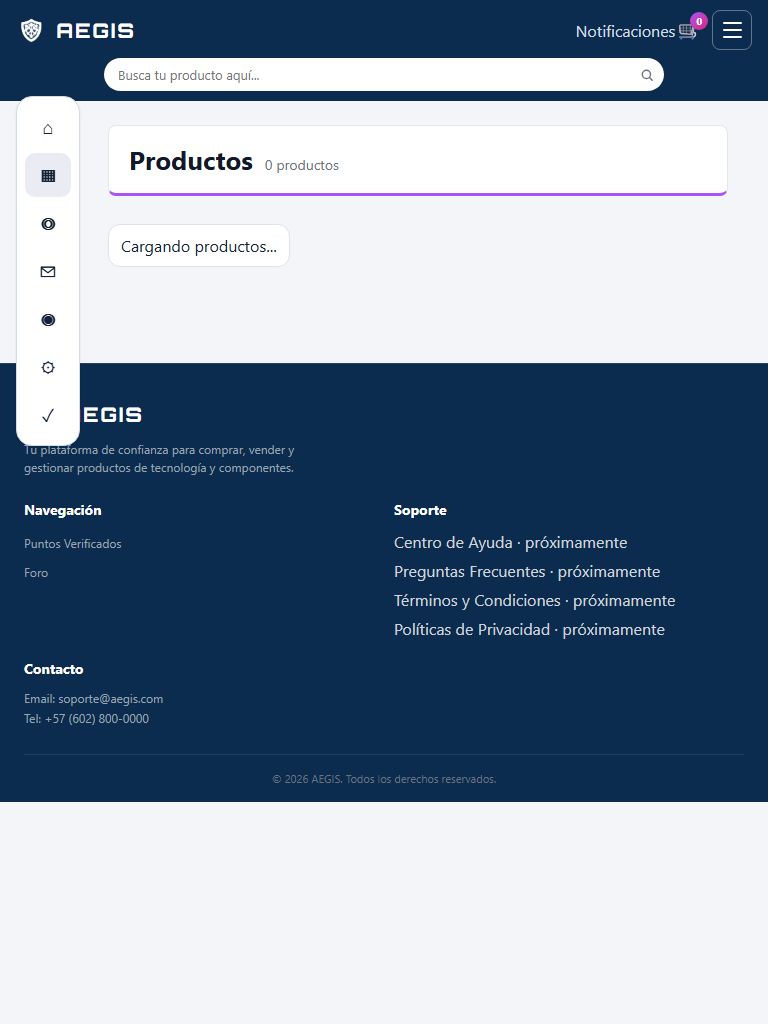 AEGIS
Notificaciones
0
Busca tu producto aquí...
Productos 0 productos
Cargando productos...
EGIS
Tu plataforma de confianza para comprar, vender y
gestionar productos de tecnología y componentes.
Navegación
Puntos Verificados
Foro
Soporte
Centro de Ayuda · próximamente
Preguntas Frecuentes · próximamente
Términos y Condiciones · próximamente
Políticas de Privacidad · próximamente
Contacto
Email: soporte@aegis.com
Tel: +57 (602) 800-0000
© 2026 AEGIS. Todos los derechos reservados.